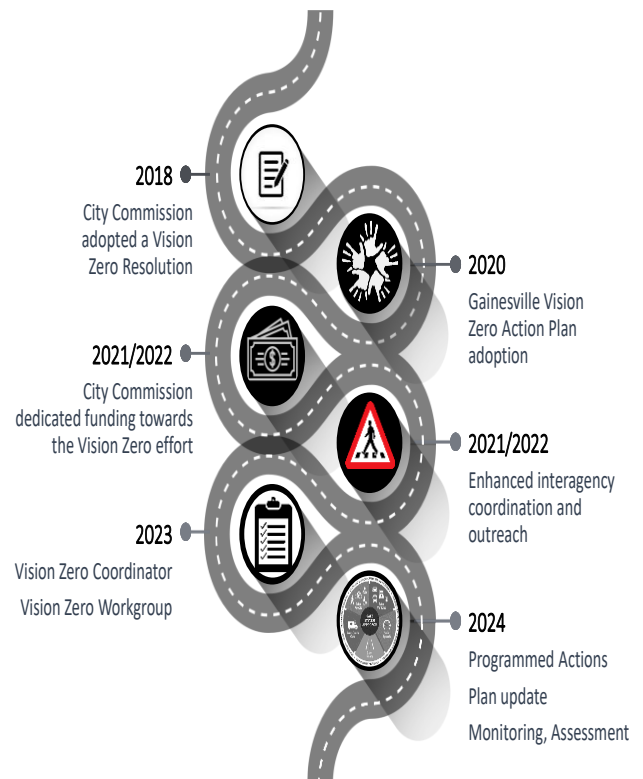 2018
City Commission
adopted a Vision
Zero Resolution
2020
Gainesville Vision
Zero Action Plan
adoption
2021/2022
City Commission
dedicated funding towards
the Vision Zero effort
2021/2022
Enhanced interagency
coordination and
outreach
2023
Vision Zero Coordinator
Vision Zero Workgroup
2024
Programmed Actions
Plan update
Monitoring, Assessment